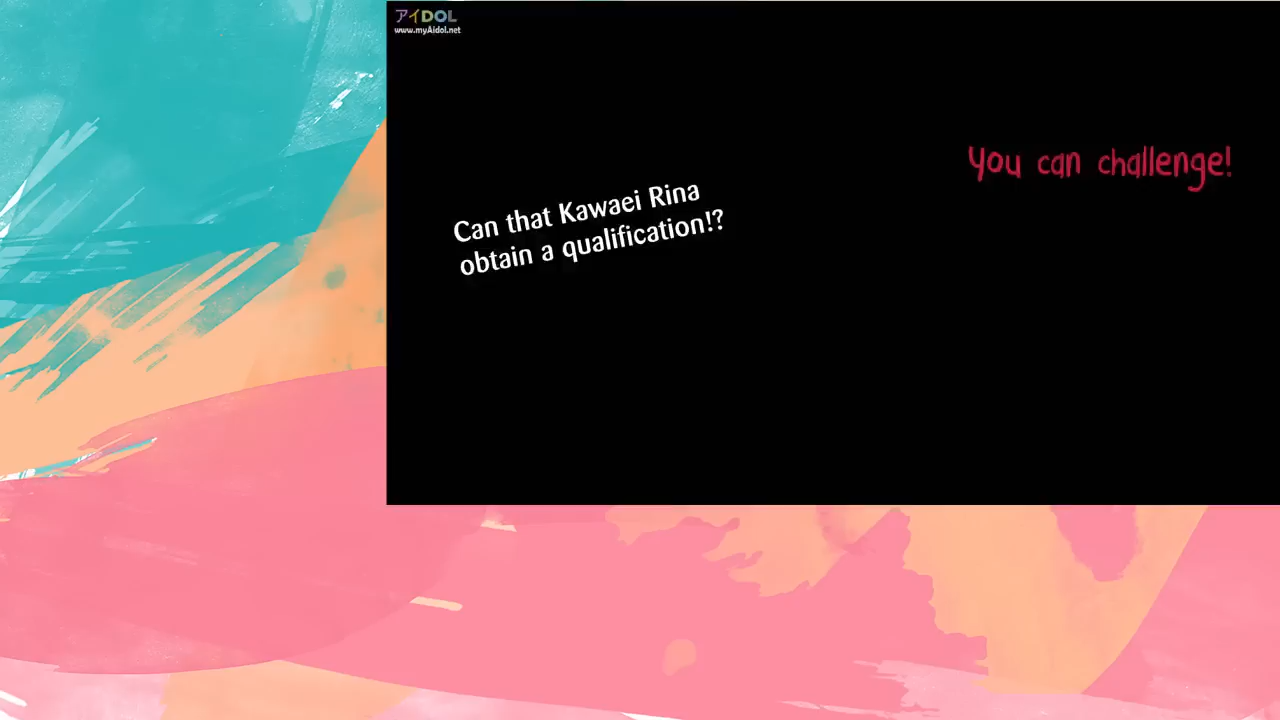 アイDOL
www.myAidol.net
You can challenge!
Can that Kawaei Rina
obtain a qualification!?